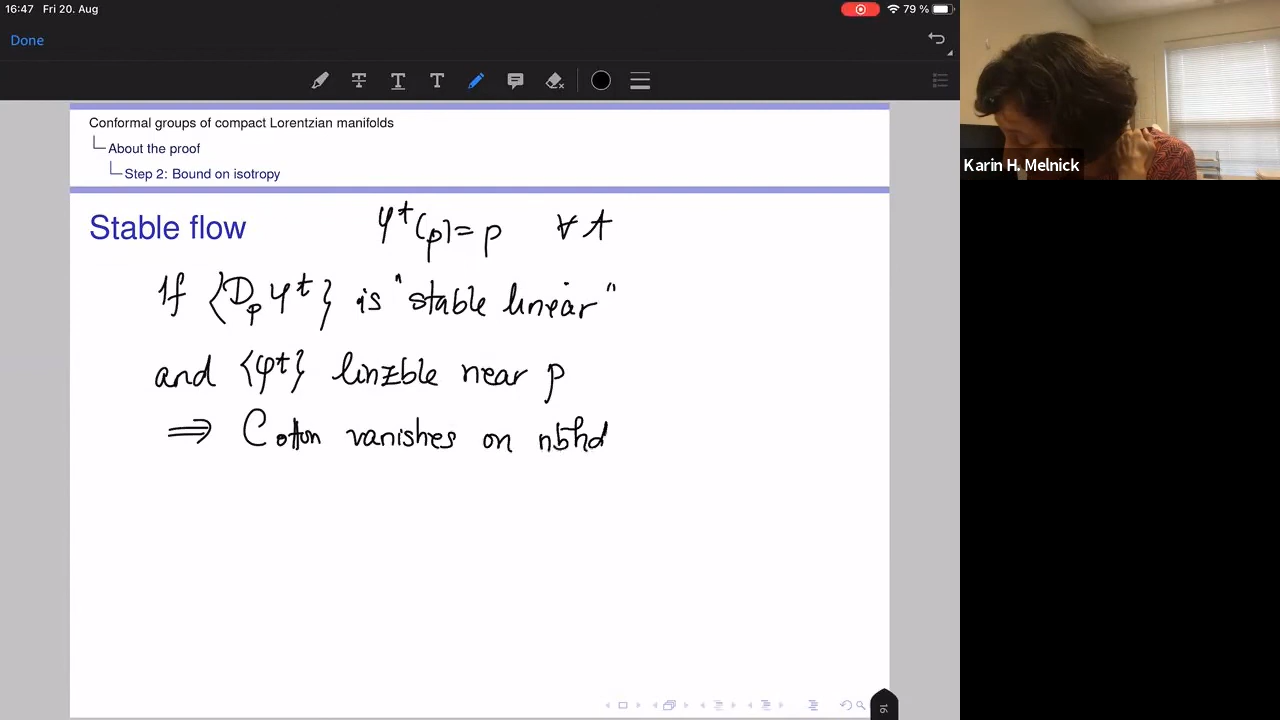 16:47 Fri 20. Aug
79 %
Done
T T T
Conformal groups of compact Lorentzian manifolds
About the proof
Step 2: Bound on isotropy
Karin H. Melnick
Stable flow φ^t(p) = p ∀ t
If {D_p φ^t} is "stable linear"
and {φ^t} linzble near p
⟹ Cotton vanishes on nbhd
16